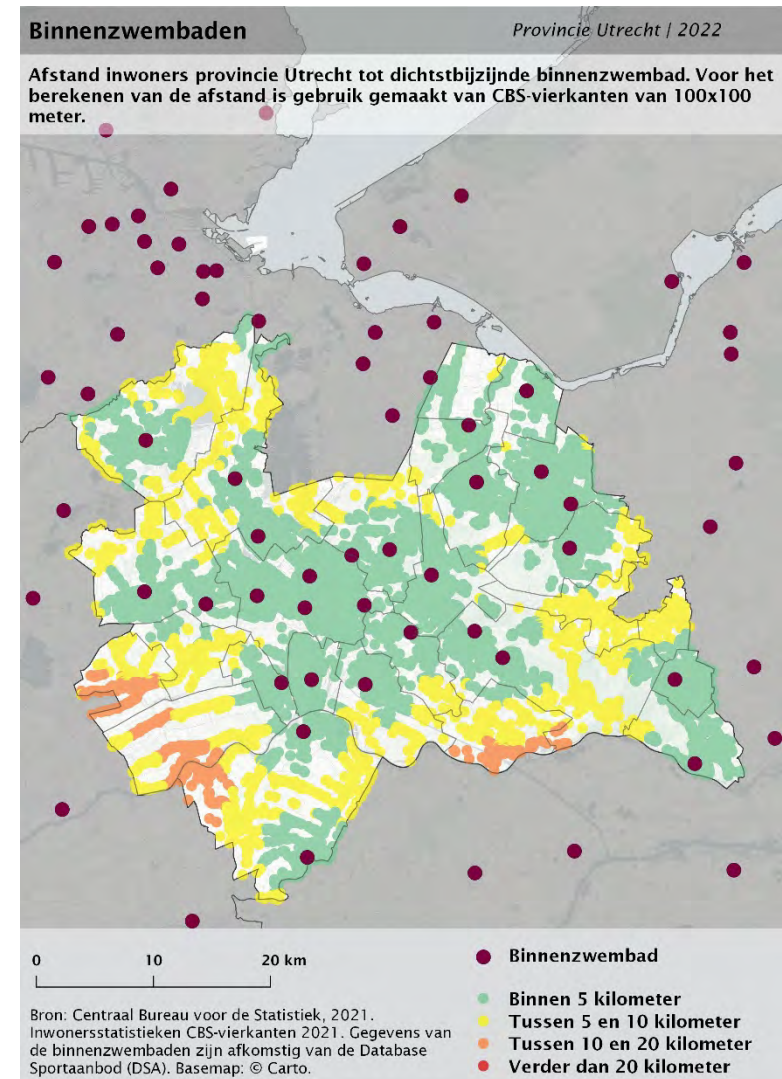 Binnenzwembaden
Provincie Utrecht | 2022
Afstand inwoners provincie Utrecht tot dichtstbijzijnde binnenzwembad. Voor het
berekenen van de afstand is gebruik gemaakt van CBS-vierkanten van 100x100
meter.
0 10 20 km
Bron: Centraal Bureau voor de Statistiek, 2021.
Inwonersstatistieken CBS-vierkanten 2021. Gegevens van
de binnenzwembaden zijn afkomstig van de Database
Sportaanbod (DSA). Basemap: © Carto.
Binnenzwembad
Binnen 5 kilometer
Tussen 5 en 10 kilometer
Tussen 10 en 20 kilometer
Verder dan 20 kilometer